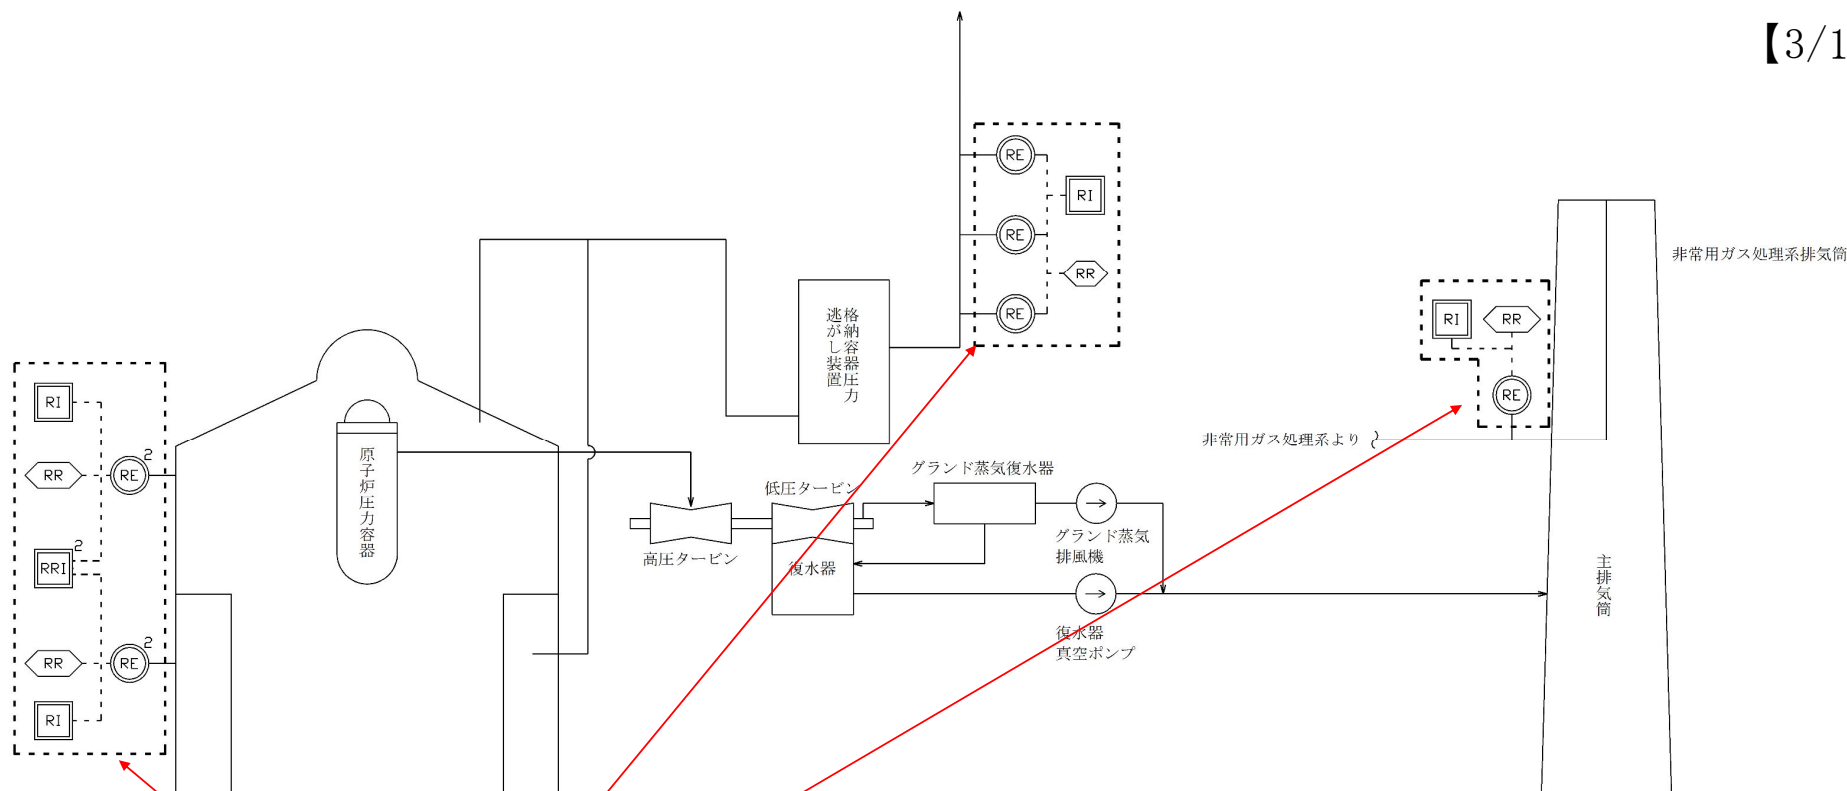 【3/1
RE
RI
RE
RR
RE
非常用ガス処理系排気筒
格納容器圧力
逃がし装置
RI
RR
RE
非常用ガス処理系より
RI
2
RR
RE
2
RRI
2
RR
RE
RI
原子炉圧力容器
低圧タービン
グランド蒸気復水器
高圧タービン
復水器
グランド蒸気
排風機
復水器
真空ポンプ
主排気筒